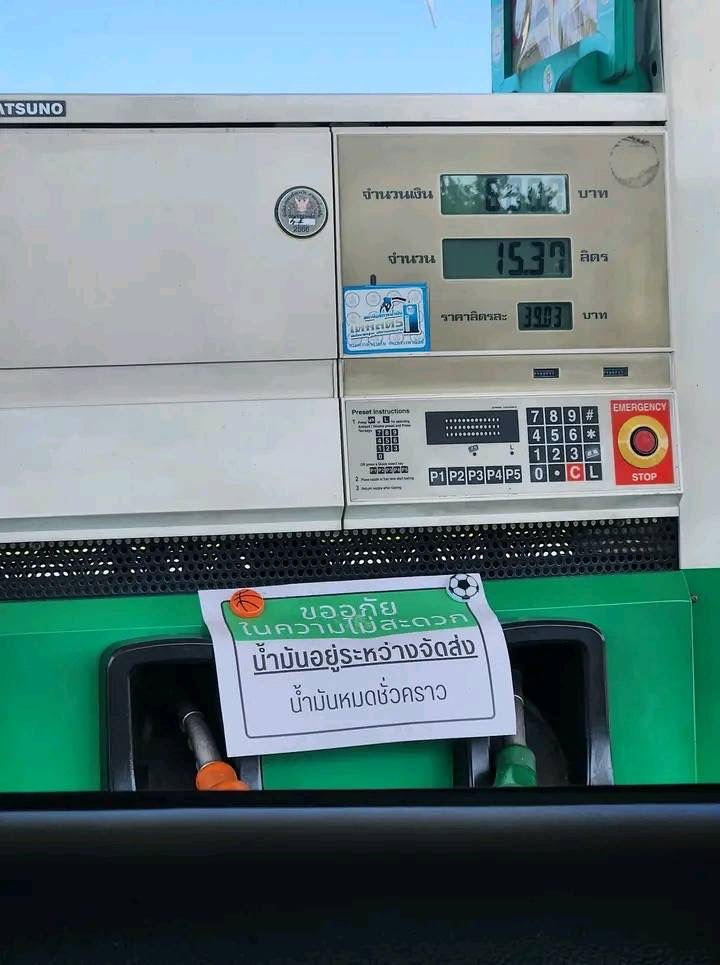 ATSUNO
จำนวนเงิน บาท
2566
จำนวน 15.37 ลิตร
ราคาลิตรละ 39.03 บาท
Preset instructions
P1 P2 P3 P4 P5
7 8 9 #
4 5 6 *
1 2 3
0 • C L
EMERGENCY
STOP
ขออภัย
ในความไม่สะดวก
น้ำมันอยู่ระหว่างจัดส่ง
น้ำมันหมดชั่วคราว